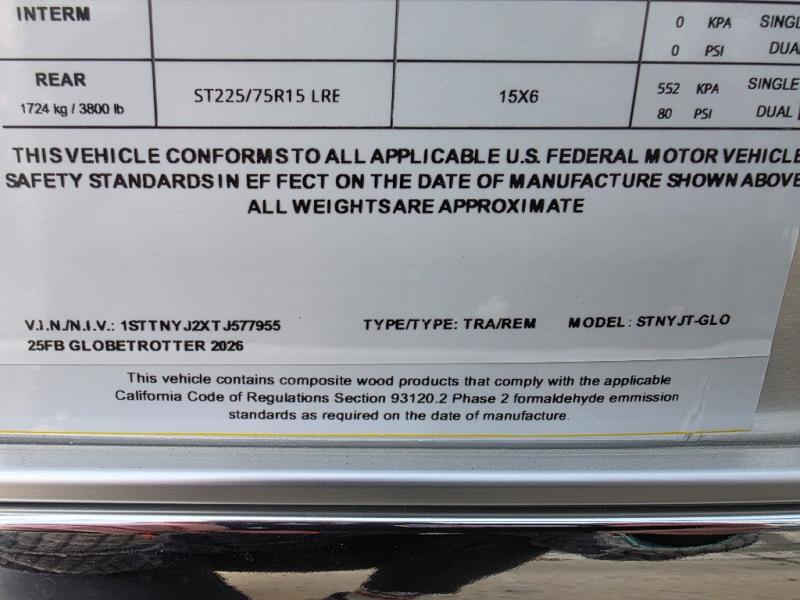 INTERM
0 KPA SINGL
0 PSI DUA
REAR
1724 kg / 3800 lb
ST225/75R15 LRE
15X6
552 KPA SINGLE
80 PSI DUAL
THIS VEHICLE CONFORMS TO ALL APPLICABLE U.S. FEDERAL MOTOR VEHICLE
SAFETY STANDARDS IN EF FECT ON THE DATE OF MANUFACTURE SHOWN ABOVE
ALL WEIGHTS ARE APPROXIMATE
V.I.N./N.I.V.: 1STTNYJ2XTJ577955 TYPE/TYPE: TRA/REM MODEL: STNYJT-GLO
25FB GLOBETROTTER 2026
This vehicle contains composite wood products that comply with the applicable
California Code of Regulations Section 93120.2 Phase 2 formaldehyde emmission
standards as required on the date of manufacture.